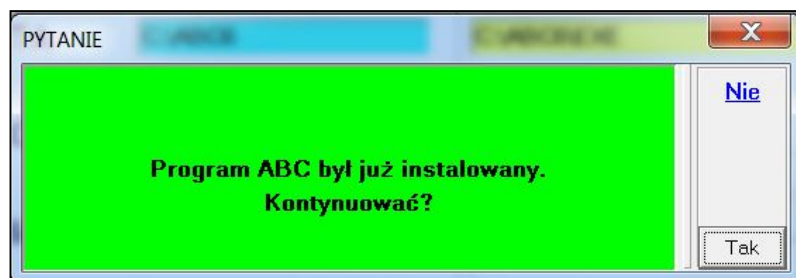 PYTANIE
Nie
Program ABC był już instalowany.
Kontynuować?
Tak